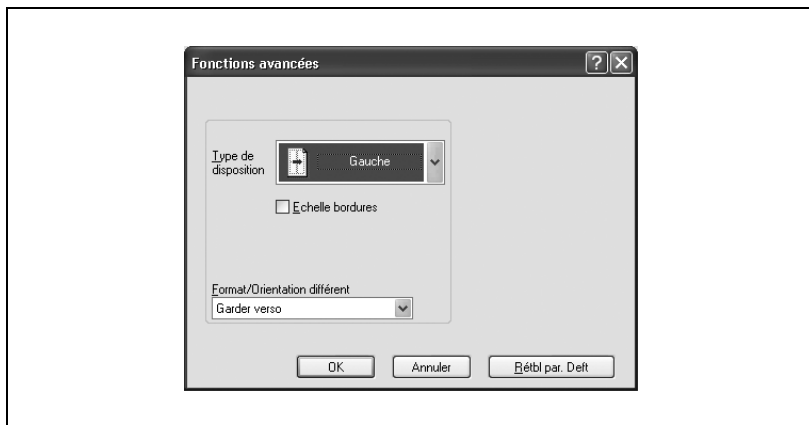 Fonctions avancées
Type de
disposition
Gauche
Echelle bordures
Format/Orientation différent
Garder verso
OK
Annuler
Rétbl par. Deft